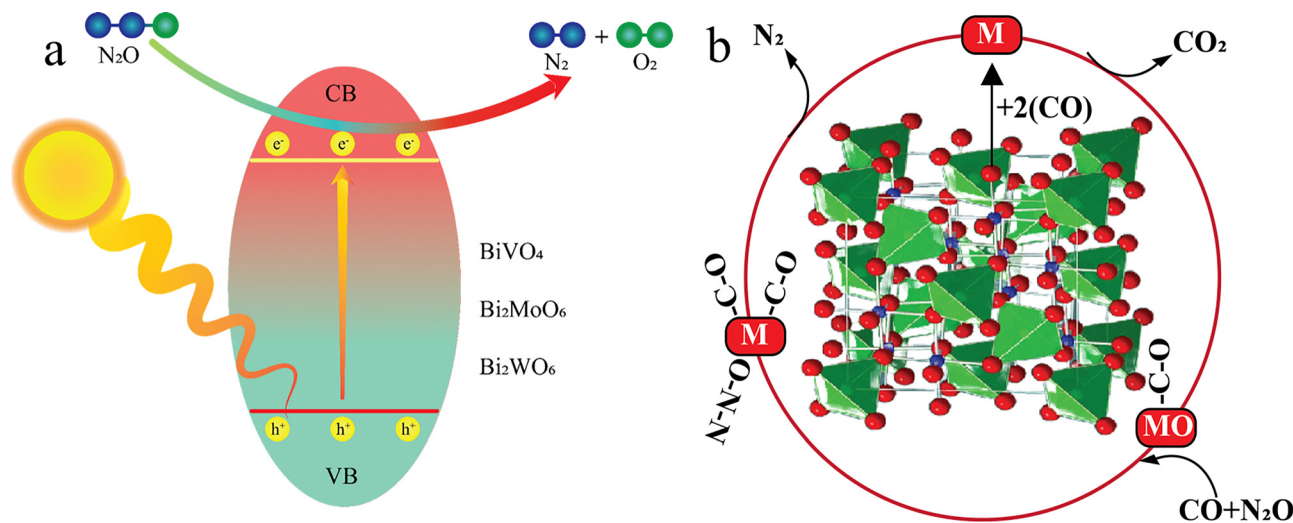 a
N₂O
N₂ + O₂
CB
e⁻ e⁻ e⁻
BiVO₄
Bi₂MoO₆
Bi₂WO₆
h⁺ h⁺ h⁺
VB
b
N₂
M
CO₂
+2(CO)
C-O
C-O
M
N-N-O
C-O
MO
CO+N₂O